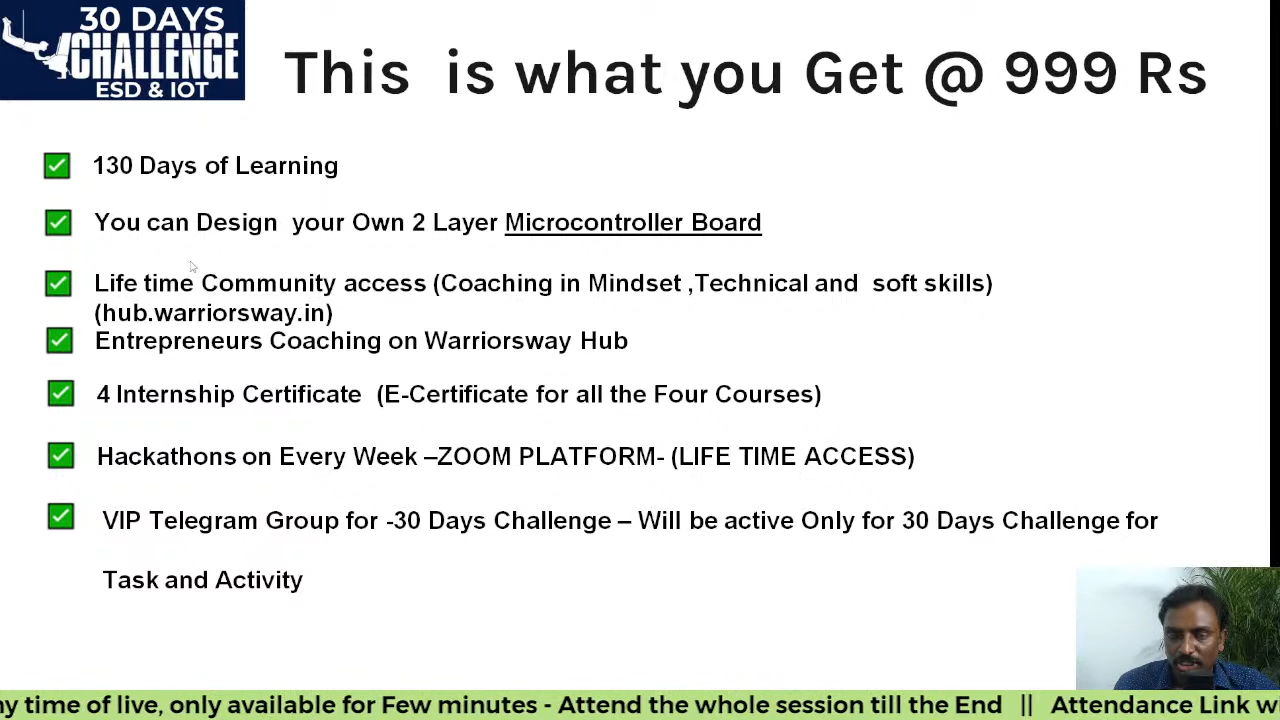 30 DAYS
CHALLENGE
ESD & IOT
This is what you Get @ 999 Rs
130 Days of Learning
You can Design your Own 2 Layer Microcontroller Board
Life time Community access (Coaching in Mindset ,Technical and soft skills)
(hub.warriorsway.in)
Entrepreneurs Coaching on Warriorsway Hub
4 Internship Certificate (E-Certificate for all the Four Courses)
Hackathons on Every Week –ZOOM PLATFORM- (LIFE TIME ACCESS)
VIP Telegram Group for -30 Days Challenge – Will be active Only for 30 Days Challenge for
Task and Activity
time of live, only available for Few minutes - Attend the whole session till the End || Attendance Link